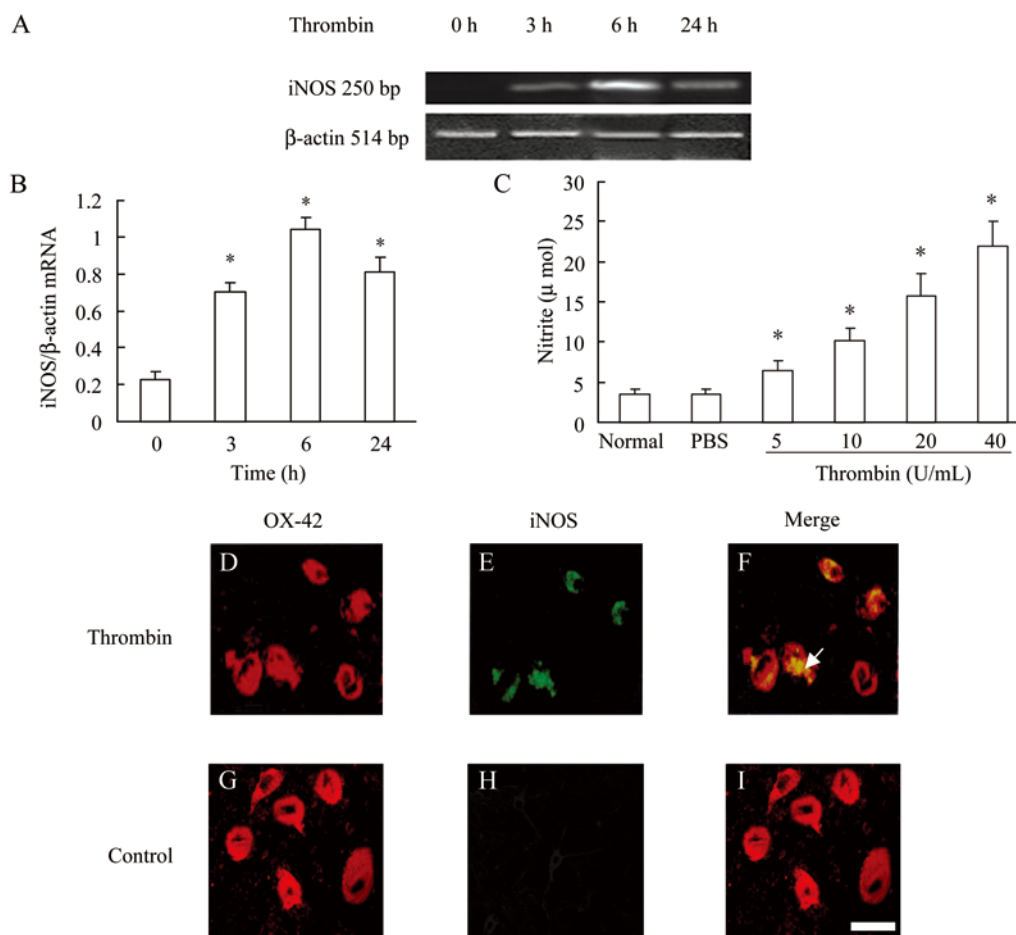 A
Thrombin 0 h 3 h 6 h 24 h
iNOS 250 bp
β-actin 514 bp
B
iNOS/β-actin mRNA
1.2
1
0.8
0.6
0.4
0.2
0
* * *
0 3 6 24
Time (h)
C
Nitrite (μ mol)
30
25
20
15
10
5
0
* * * *
Normal PBS 5 10 20 40
Thrombin (U/mL)
OX-42 iNOS Merge
Thrombin
D E F
Control
G H I